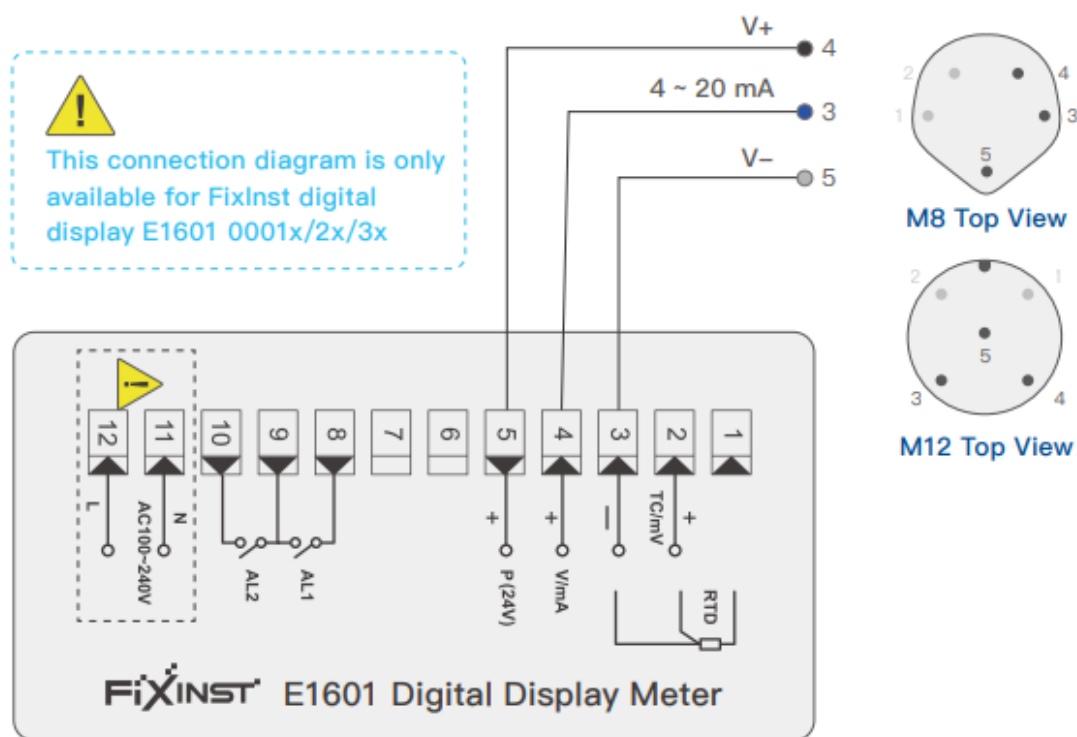 V+
4
4 ~ 20 mA
3
V−
5
This connection diagram is only
available for FixInst digital
display E1601 0001x/2x/3x
2
4
1
3
5
M8 Top View
2
1
5
3
4
M12 Top View
12
11
10
9
8
7
6
5
4
3
2
1
L
AC100~240V
N
AL2
AL1
+
P(24V)
+
V/mA
—
TC/mV
+
RTD
FiXINST E1601 Digital Display Meter